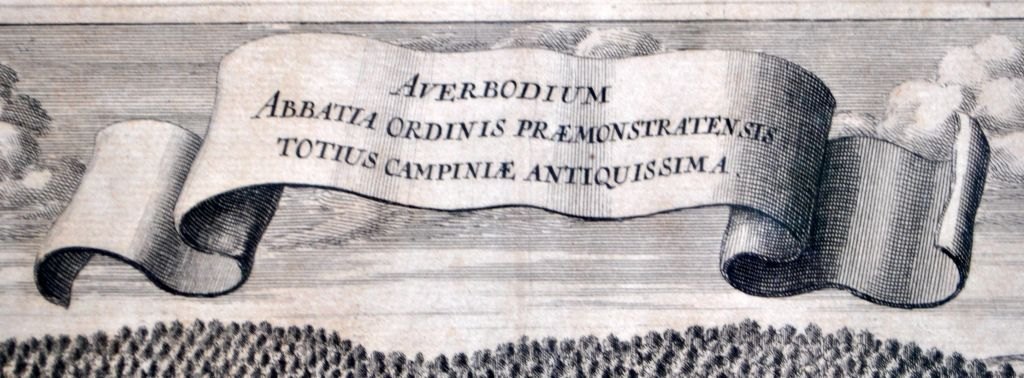 AVERBODIUM
ABBATIA ORDINIS PRÆMONSTRATENSIS
TOTIUS CAMPINIÆ ANTIQUISSIMA.